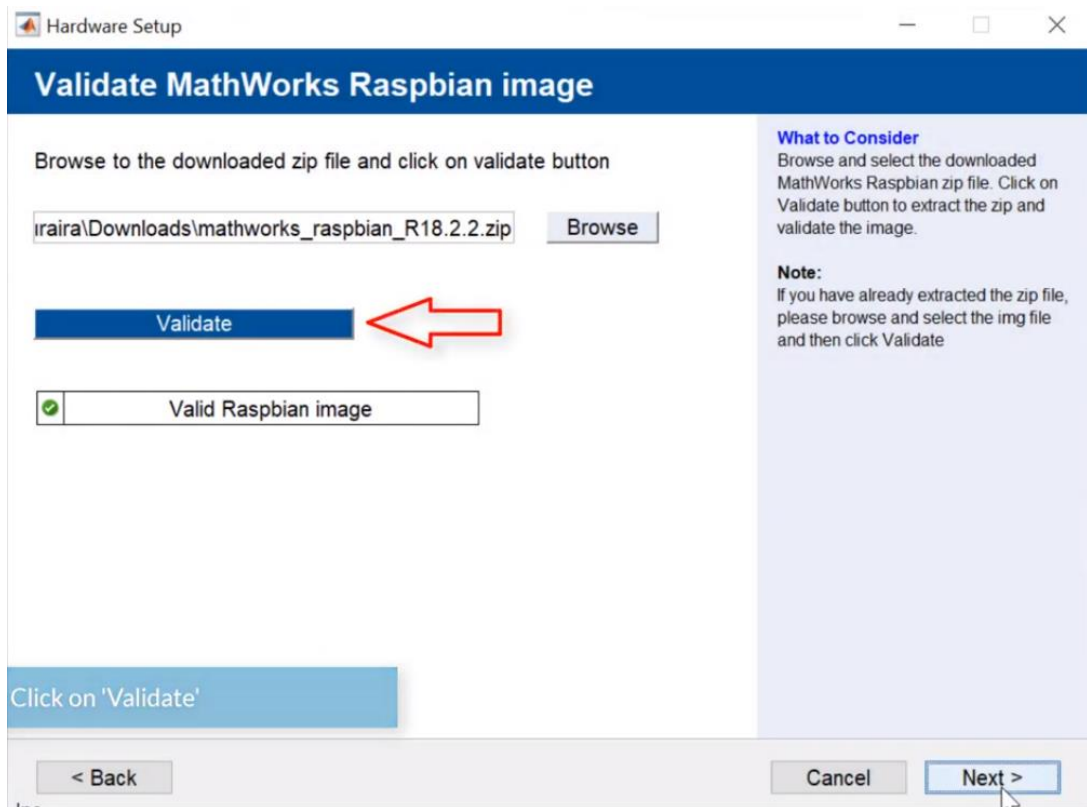 Hardware Setup
Validate MathWorks Raspbian image
Browse to the downloaded zip file and click on validate button
ıraira\Downloads\mathworks_raspbian_R18.2.2.zip
Browse
Validate
Valid Raspbian image
What to Consider
Browse and select the downloaded
MathWorks Raspbian zip file. Click on
Validate button to extract the zip and
validate the image.
Note:
If you have already extracted the zip file,
please browse and select the img file
and then click Validate
Click on 'Validate'
< Back
Cancel
Next >